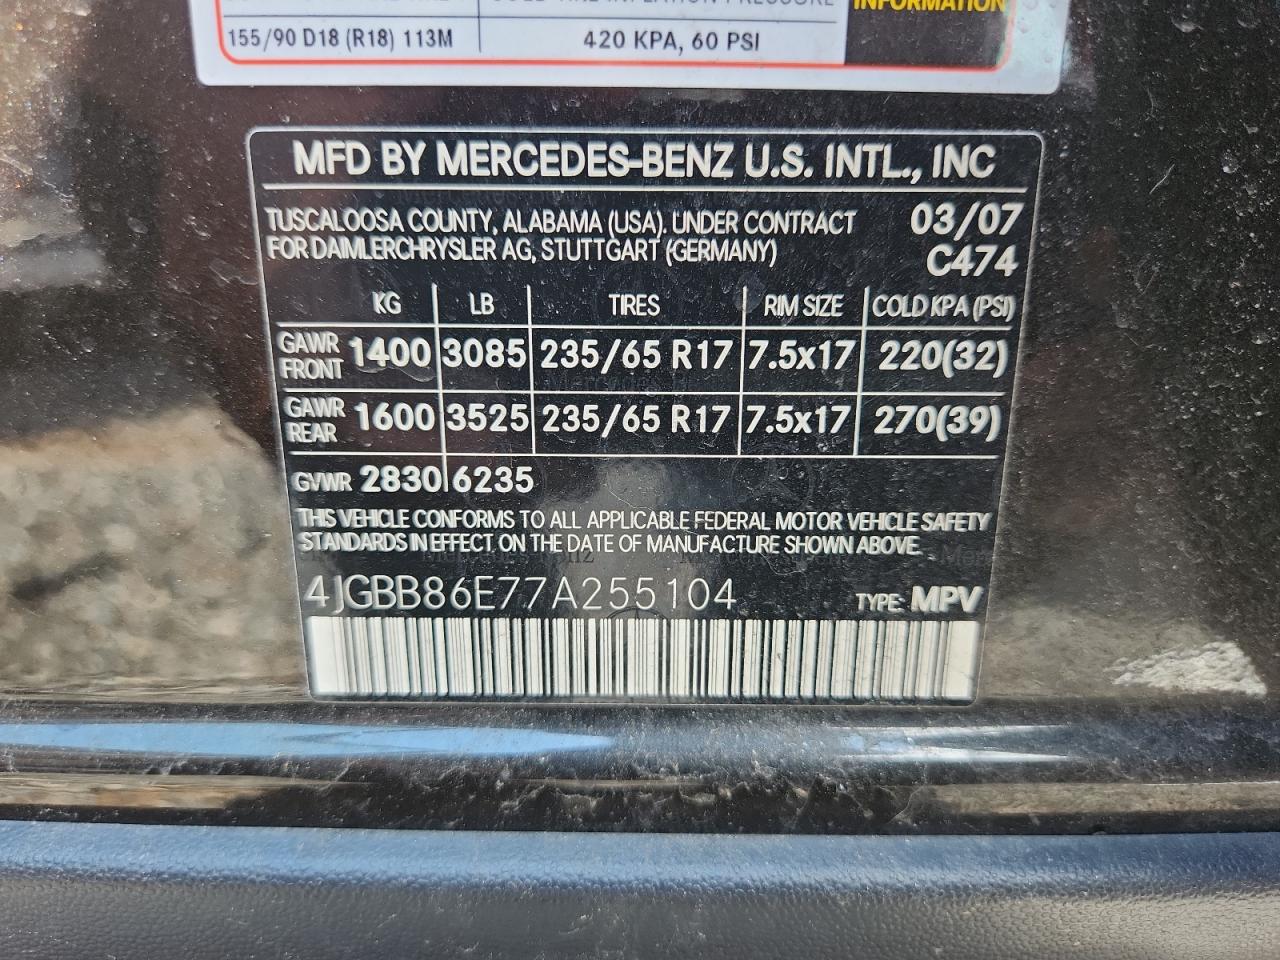 COLD TIRE INFLATION PRESSURE
INFORMATION
155/90 D18 (R18) 113M 420 KPA, 60 PSI
MFD BY MERCEDES-BENZ U.S. INTL., INC
TUSCALOOSA COUNTY, ALABAMA (USA). UNDER CONTRACT 03/07
FOR DAIMLERCHRYSLER AG, STUTTGART (GERMANY) C474
KG LB TIRES RIM SIZE COLD KPA (PSI)
GAWR FRONT 1400 3085 235/65 R17 7.5x17 220(32)
GAWR REAR 1600 3525 235/65 R17 7.5x17 270(39)
GVWR 2830 6235
THIS VEHICLE CONFORMS TO ALL APPLICABLE FEDERAL MOTOR VEHICLE SAFETY
STANDARDS IN EFFECT ON THE DATE OF MANUFACTURE SHOWN ABOVE.
4JGBB86E77A255104 TYPE: MPV